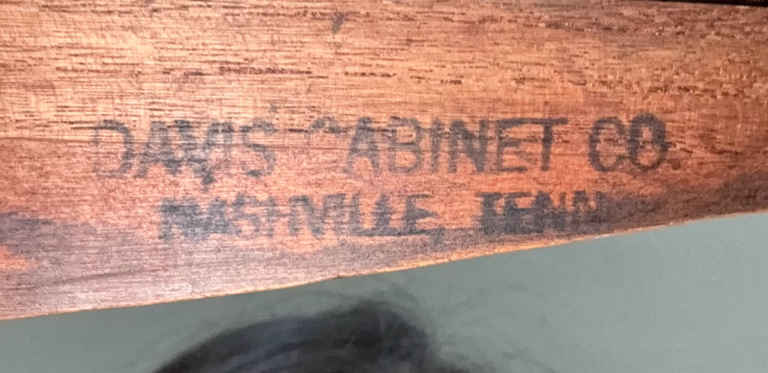 DAVIS CABINET CO.
NASHVILLE, TENN